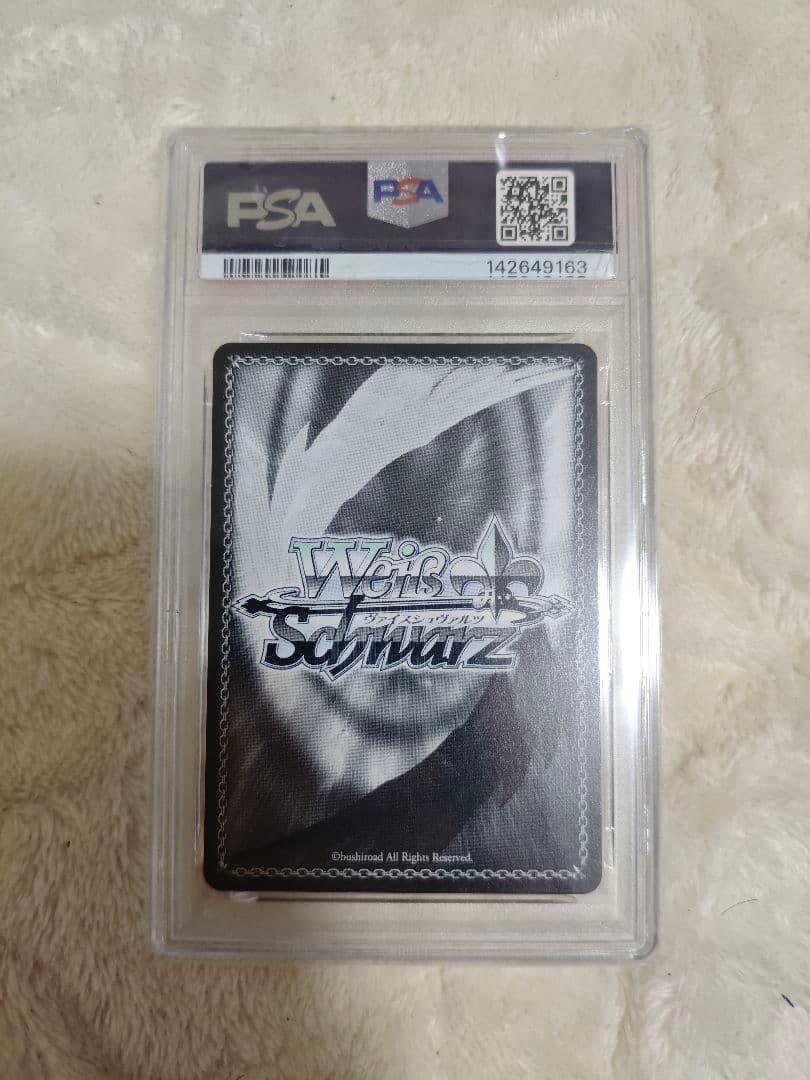 PSA
PSA
142649163
Weiß
ヴァイスシュヴァルツ
Schwarz
©bushiroad All Rights Reserved.